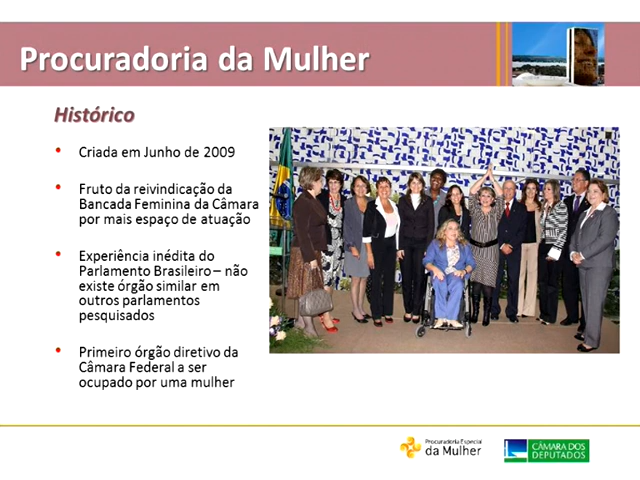 Procuradoria da Mulher
Histórico
• Criada em Junho de 2009
• Fruto da reivindicação da
Bancada Feminina da Câmara
por mais espaço de atuação
• Experiência inédita do
Parlamento Brasileiro – não
existe órgão similar em
outros parlamentos
pesquisados
• Primeiro órgão diretivo da
Câmara Federal a ser
ocupado por uma mulher
Procuradoria Especial
da Mulher
CÂMARA DOS
DEPUTADOS